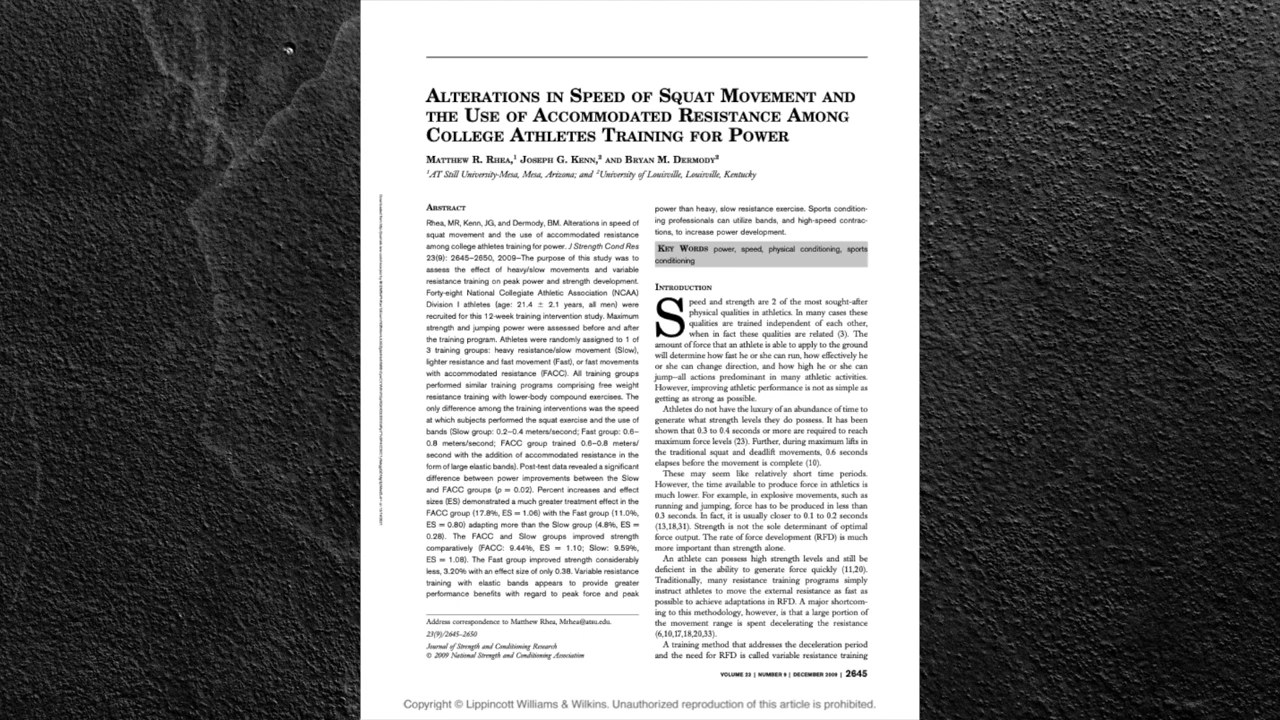 ALTERATIONS IN SPEED OF SQUAT MOVEMENT AND
THE USE OF ACCOMMODATED RESISTANCE AMONG
COLLEGE ATHLETES TRAINING FOR POWER
MATTHEW R. RHEA,¹ JOSEPH G. KENN,² AND BRYAN M. DERMODY²
¹AT Still University-Mesa, Mesa, Arizona; and ²University of Louisville, Louisville, Kentucky
ABSTRACT
Rhea, MR, Kenn, JG, and Dermody, BM. Alterations in speed of
squat movement and the use of accommodated resistance
among college athletes training for power. J Strength Cond Res
23(9): 2645–2650, 2009—The purpose of this study was to
assess the effect of heavy/slow movements and variable
resistance training on peak power and strength development.
Forty-eight National Collegiate Athletic Association (NCAA)
Division I athletes (age: 21.4 ± 2.1 years, all men) were
recruited for this 12-week training intervention study. Maximum
strength and jumping power were assessed before and after
the training program. Athletes were randomly assigned to 1 of
3 training groups: heavy resistance/slow movement (Slow),
lighter resistance and fast movement (Fast), or fast movements
with accommodated resistance (FACC). All training groups
performed similar training programs comprising free weight
resistance training with lower-body compound exercises. The
only difference among the training interventions was the speed
at which subjects performed the squat exercise and the use of
bands (Slow group: 0.2–0.4 meters/second; Fast group: 0.6–
0.8 meters/second; FACC group trained 0.6–0.8 meters/
second with the addition of accommodated resistance in the
form of large elastic bands). Post-test data revealed a significant
difference between power improvements between the Slow
and FACC groups (p = 0.02). Percent increases and effect
sizes (ES) demonstrated a much greater treatment effect in the
FACC group (17.8%, ES = 1.06) with the Fast group (11.0%,
ES = 0.80) adapting more than the Slow group (4.8%, ES =
0.28). The FACC and Slow groups improved strength
comparatively (FACC: 9.44%, ES = 1.10; Slow: 9.59%,
ES = 1.08). The Fast group improved strength considerably
less, 3.20% with an effect size of only 0.38. Variable resistance
training with elastic bands appears to provide greater
performance benefits with regard to peak force and peak
Address correspondence to Matthew Rhea, Mrhea@atsu.edu.
23(9)/2645–2650
Journal of Strength and Conditioning Research
© 2009 National Strength and Conditioning Association
power than heavy, slow resistance exercise. Sports condition-
ing professionals can utilize bands, and high-speed contrac-
tions, to increase power development.
KEY WORDS power, speed, physical conditioning, sports
conditioning
INTRODUCTION
Speed and strength are 2 of the most sought-after
physical qualities in athletics. In many cases these
qualities are trained independent of each other,
when in fact these qualities are related (3). The
amount of force that an athlete is able to apply to the ground
will determine how fast he or she can run, how effectively he
or she can change direction, and how high he or she can
jump—all actions predominant in many athletic activities.
However, improving athletic performance is not as simple as
getting as strong as possible.
Athletes do not have the luxury of an abundance of time to
generate what strength levels they do possess. It has been
shown that 0.3 to 0.4 seconds or more are required to reach
maximum force levels (23). Further, during maximum lifts in
the traditional squat and deadlift movements, 0.6 seconds
elapses before the movement is complete (10).
These may seem like relatively short time periods.
However, the time available to produce force in athletics is
much lower. For example, in explosive movements, such as
running and jumping, force has to be produced in less than
0.3 seconds. In fact, it is usually closer to 0.1 to 0.2 seconds
(13,18,31). Strength is not the sole determinant of optimal
force output. The rate of force development (RFD) is much
more important than strength alone.
An athlete can possess high strength levels and still be
deficient in the ability to generate force quickly (11,20).
Traditionally, many resistance training programs simply
instruct athletes to move the external resistance as fast as
possible to achieve adaptations in RFD. A major shortcom-
ing to this methodology, however, is that a large portion of
the movement range is spent decelerating the resistance
(6,10,17,18,20,33).
A training method that addresses the deceleration period
and the need for RFD is called variable resistance training
VOLUME 23 | NUMBER 9 | DECEMBER 2009 | 2645
Copyright © Lippincott Williams & Wilkins. Unauthorized reproduction of this article is prohibited.